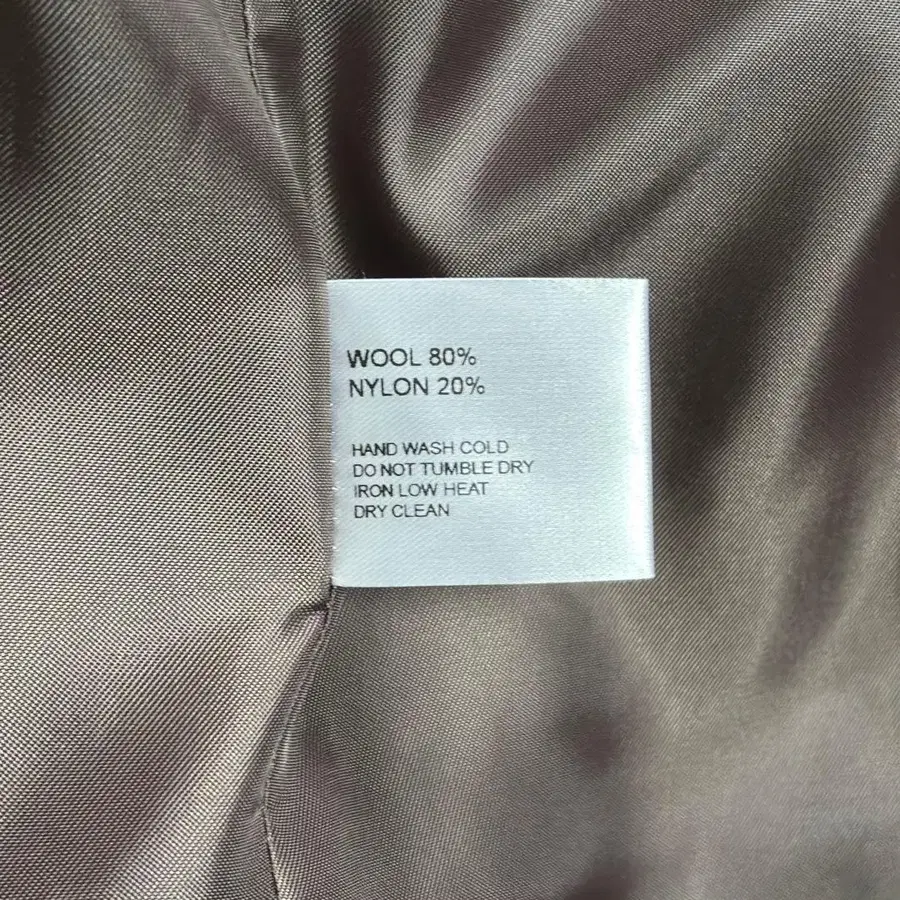 WOOL 80%
NYLON 20%
HAND WASH COLD
DO NOT TUMBLE DRY
IRON LOW HEAT
DRY CLEAN